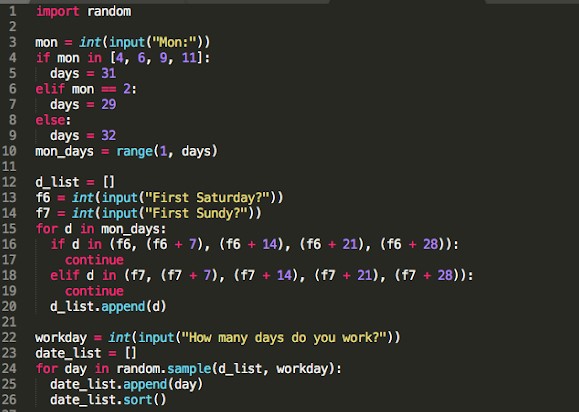 1 import random
2
3 mon = int(input("Mon:"))
4 if mon in [4, 6, 9, 11]:
5   days = 31
6 elif mon == 2:
7   days = 29
8 else:
9   days = 32
10 mon_days = range(1, days)
11
12 d_list = []
13 f6 = int(input("First Saturday?"))
14 f7 = int(input("First Sundy?"))
15 for d in mon_days:
16   if d in (f6, (f6 + 7), (f6 + 14), (f6 + 21), (f6 + 28)):
17     continue
18   elif d in (f7, (f7 + 7), (f7 + 14), (f7 + 21), (f7 + 28)):
19     continue
20   d_list.append(d)
21
22 workday = int(input("How many days do you work?"))
23 date_list = []
24 for day in random.sample(d_list, workday):
25   date_list.append(day)
26   date_list.sort()